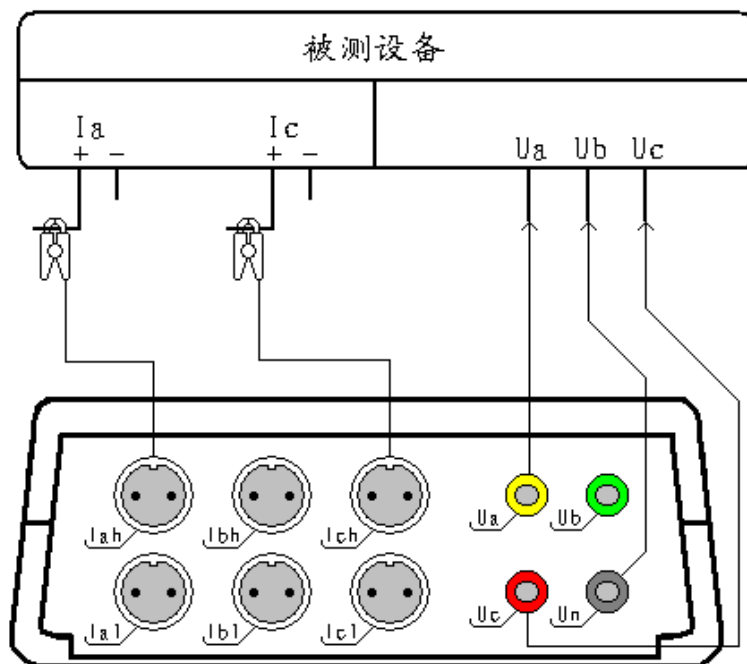 被测设备
Ia Ic
+ - + -
Ua Ub Uc
Iah Ibh Ich Ua Ub
Ial Ibl Icl Uc Un